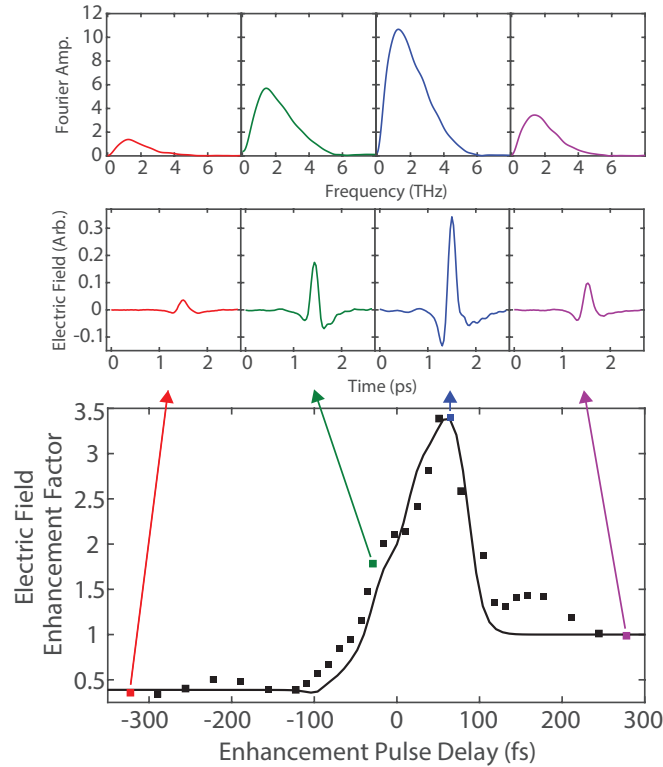 12
10
8
6
4
2
0
Fourier Amp.
0 2 4 6 0 2 4 6 0 2 4 6 0 2 4 6
Frequency (THz)
0.3
0.2
0.1
0
-0.1
Electric Field (Arb.)
0 1 2 0 1 2 0 1 2 0 1 2
Time (ps)
3.5
3
2.5
2
1.5
1
0.5
Electric Field
Enhancement Factor
-300 -200 -100 0 100 200 300
Enhancement Pulse Delay (fs)